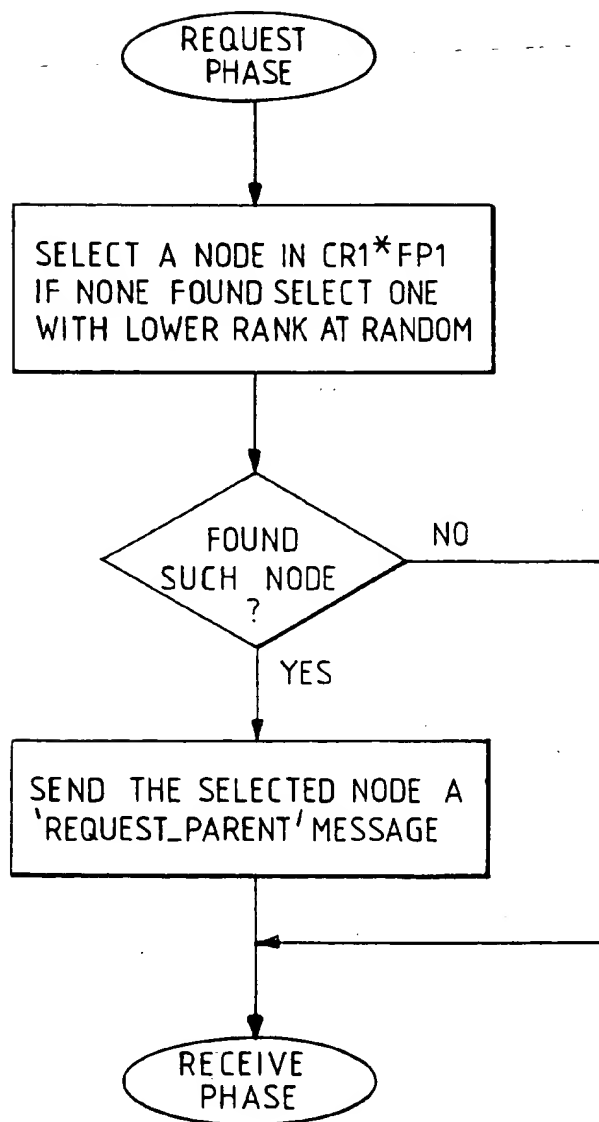 REQUEST
PHASE
SELECT A NODE IN CR1*FP1
IF NONE FOUND SELECT ONE
WITH LOWER RANK AT RANDOM
FOUND
SUCH NODE
?
NO
YES
SEND THE SELECTED NODE A
'REQUEST_PARENT' MESSAGE
RECEIVE
PHASE